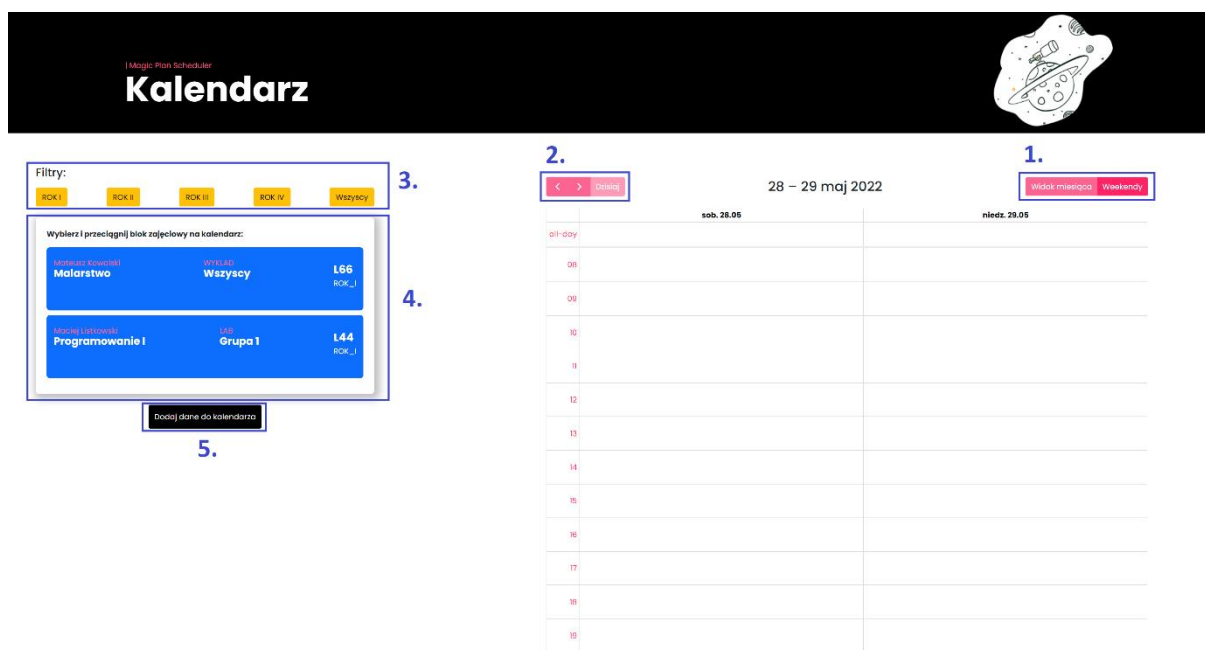 | Magic Plan Scheduler
Kalendarz
Filtry:
ROK I ROK II ROK III ROK IV Wszyscy
3.
Wybierz i przeciągnij blok zajęciowy na kalendarz:
Mateusz Kowalski WYKLAD
Malarstwo Wszyscy L66
ROK_I
4.
Maciej Listkowski LAB
Programowanie I Grupa 1 L44
ROK_I
Dodaj dane do kalendarza
5.
2.
1.
< > Dzisiaj
28 – 29 maj 2022
Widok miesiąca Weekendy
sob. 28.05 niedz. 29.05
all-day
08
09
10
11
12
13
14
15
16
17
18
19